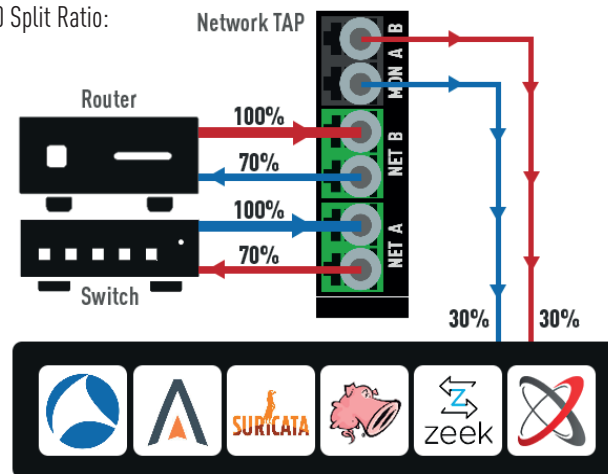 Split Ratio:
Network TAP
MON A B
NET B
NET A
Router
100%
70%
100%
70%
Switch
30% 30%
SURICATA
zeek